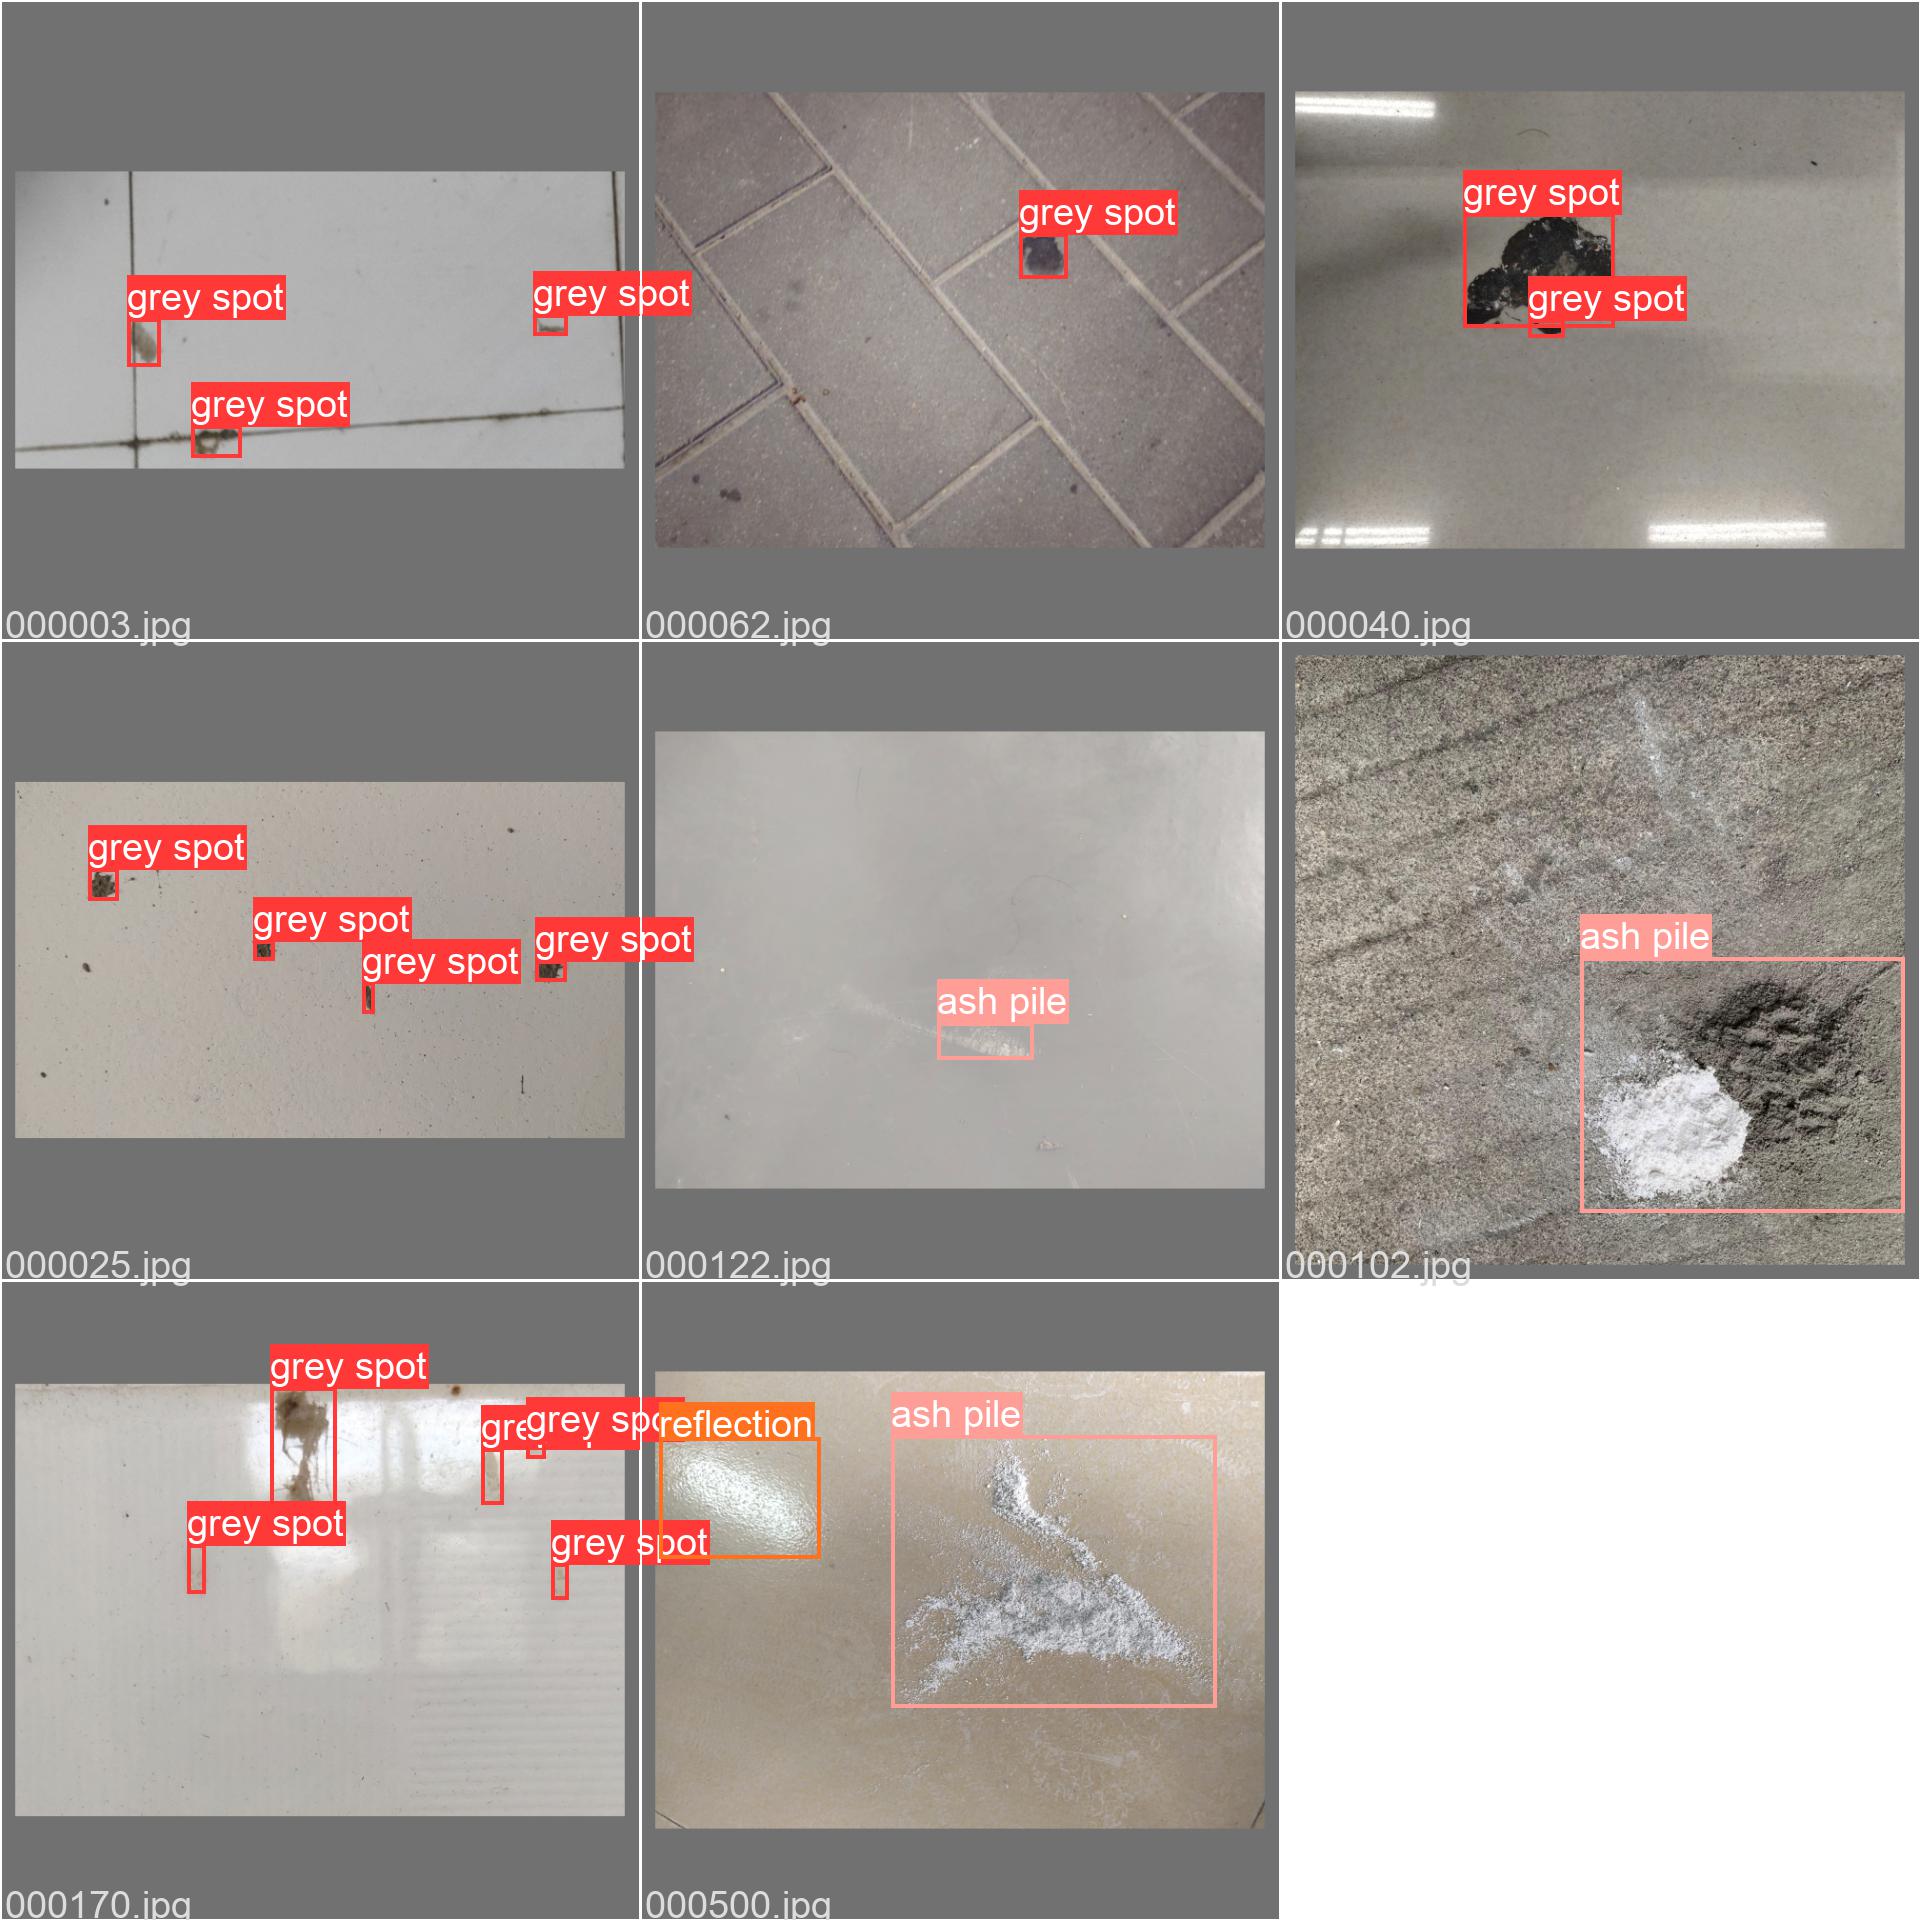 grey spot
grey spot
grey spot
000003.jpg
grey spot
000062.jpg
grey spot
grey spot
000040.jpg
grey spot
grey spot
grey spot
grey spot
000025.jpg
ash pile
000122.jpg
ash pile
000102.jpg
grey spot
gre
grey spo
grey spot
grey spot
000170.jpg
reflection
ash pile
000500.jpg